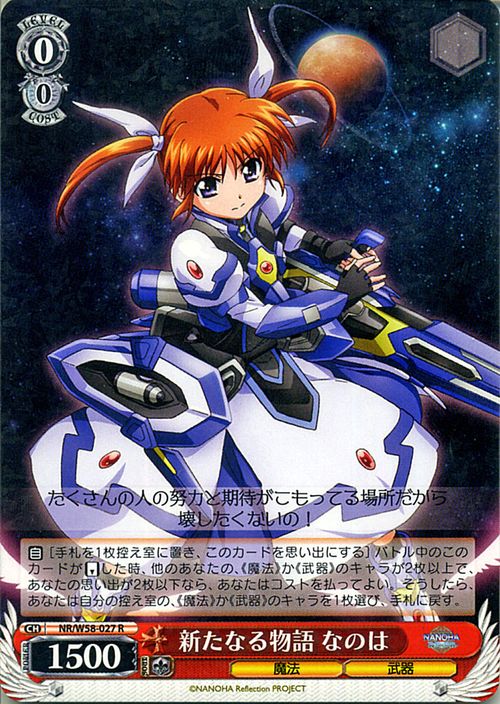 LEVEL
0
0
COST
たくさんの人の努力と期待がこもってる場所だから
壊したくないの！
【自】［手札を1枚控え室に置き、このカードを思い出にする］バトル中のこの
カードが【リバース】した時、他のあなたの、《魔法》か《武器》のキャラが2枚以上で、
あなたの思い出が2枚以下なら、あなたはコストを払ってよい。そうしたら、
あなたは自分の控え室の、《魔法》か《武器》のキャラを1枚選び、手札に戻す。
CH NR/W58-027 R
POWER 1500 SOUL
新たなる物語 なのは
NANOHA
魔法 武器
©NANOHA Reflection PROJECT